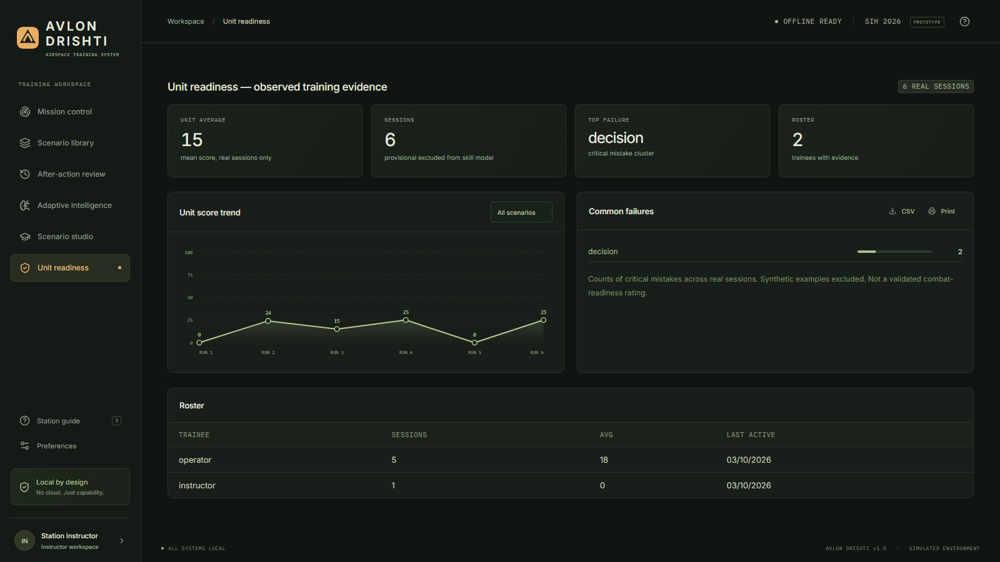 AVLON
DRISHTI
AIRSPACE TRAINING SYSTEM
TRAINING WORKSPACE
Mission control
Scenario library
After-action review
Adaptive intelligence
Scenario studio
Unit readiness
Station guide ?
Preferences
Local by design
No cloud. Just capability.
IN
Station instructor
Instructor workspace
Workspace / Unit readiness
OFFLINE READY SIH 2026 PROTOTYPE
Unit readiness — observed training evidence
6 REAL SESSIONS
UNIT AVERAGE
15
mean score, real sessions only
SESSIONS
6
provisional excluded from skill model
TOP FAILURE
decision
critical mistake cluster
ROSTER
2
trainees with evidence
Unit score trend
All scenarios
100
75
50
25
0
0 24 15 25 0 25
RUN 1 RUN 2 RUN 3 RUN 4 RUN 5 RUN 6
Common failures
CSV Print
decision 2
Counts of critical mistakes across real sessions. Synthetic examples excluded. Not a validated combat-
readiness rating.
Roster
TRAINEE SESSIONS AVG LAST ACTIVE
operator 5 18 03/10/2026
instructor 1 0 03/10/2026
ALL SYSTEMS LOCAL
AVLON DRISHTI v1.0 / SIMULATED ENVIRONMENT